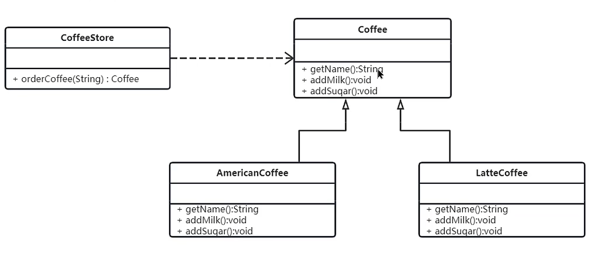 CoffeeStore
+ orderCoffee(String) : Coffee
Coffee
+ getName():String
+ addMilk():void
+ addSugar():void
AmericanCoffee
+ getName():String
+ addMilk():void
+ addSugar():void
LatteCoffee
+ getName():String
+ addMilk():void
+ addSugar():void